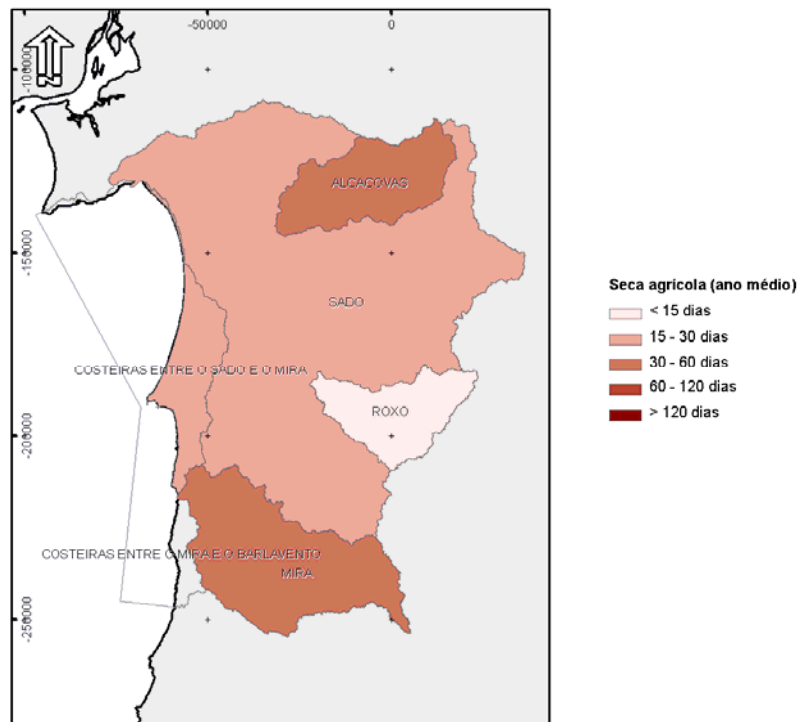 -50000
0
-100000
-150000
-200000
-250000
N
ALCAÇOVAS
SADO
COSTEIRAS ENTRE O SADO E O MIRA
ROXO
COSTEIRAS ENTRE O MIRA E O BARLAVENTO
MIRA
Seca agrícola (ano médio)
< 15 dias
15 - 30 dias
30 - 60 dias
60 - 120 dias
> 120 dias